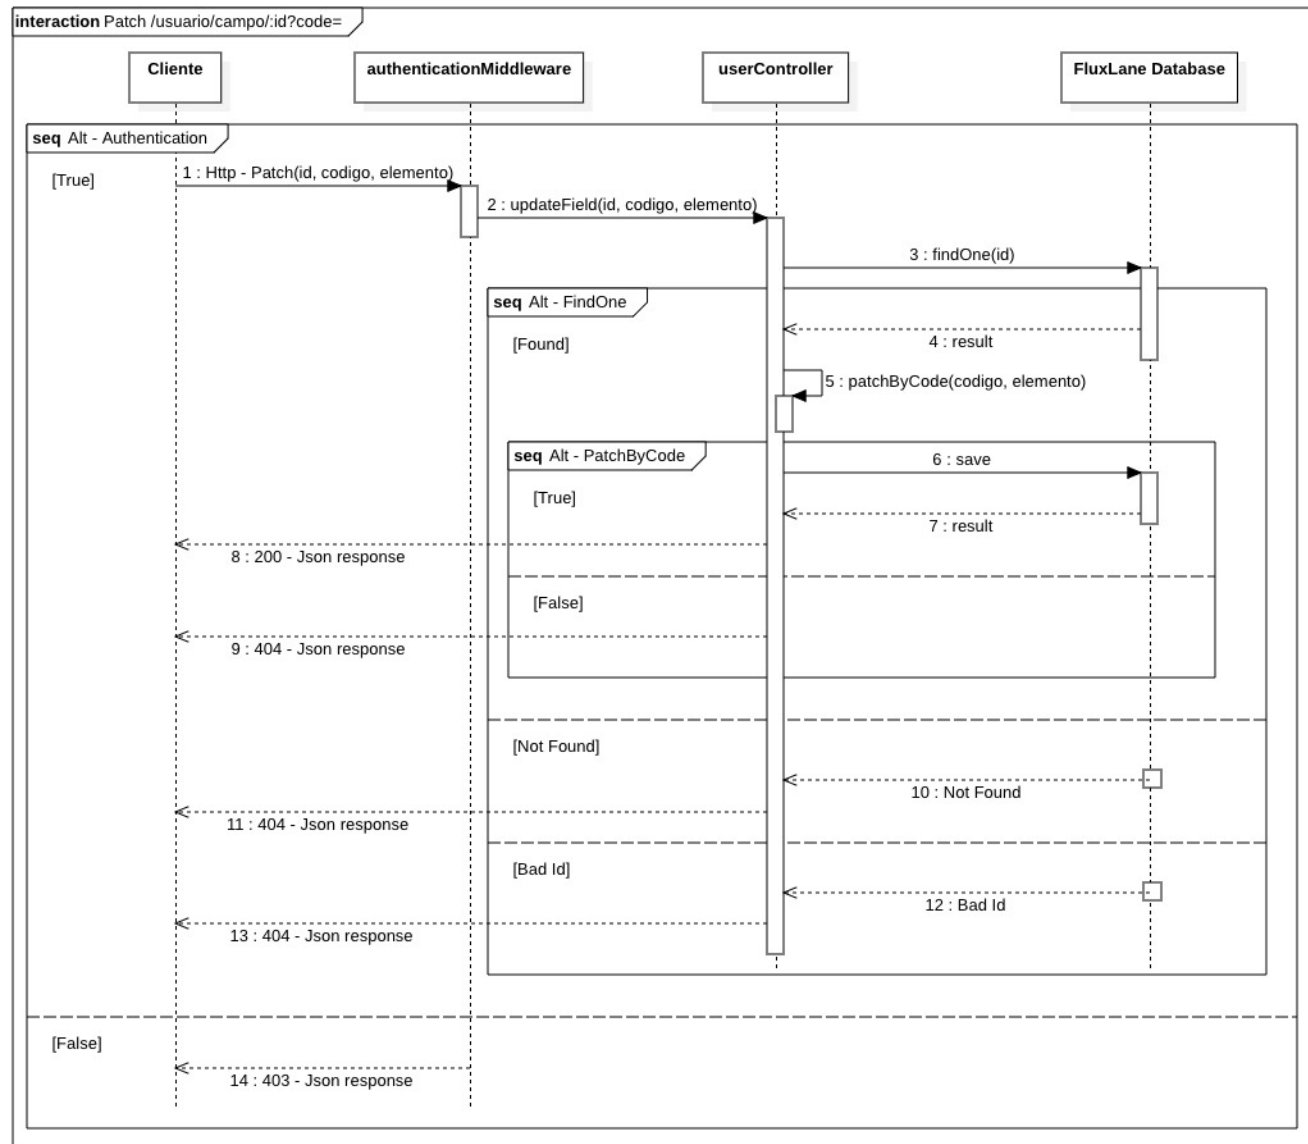 interaction Patch /usuario/campo/:id?code=
Cliente
authenticationMiddleware
userController
FluxLane Database
seq Alt - Authentication
[True]
1 : Http - Patch(id, codigo, elemento)
2 : updateField(id, codigo, elemento)
3 : findOne(id)
seq Alt - FindOne
[Found]
4 : result
5 : patchByCode(codigo, elemento)
seq Alt - PatchByCode
6 : save
[True]
7 : result
8 : 200 - Json response
[False]
9 : 404 - Json response
[Not Found]
10 : Not Found
11 : 404 - Json response
[Bad Id]
12 : Bad Id
13 : 404 - Json response
[False]
14 : 403 - Json response